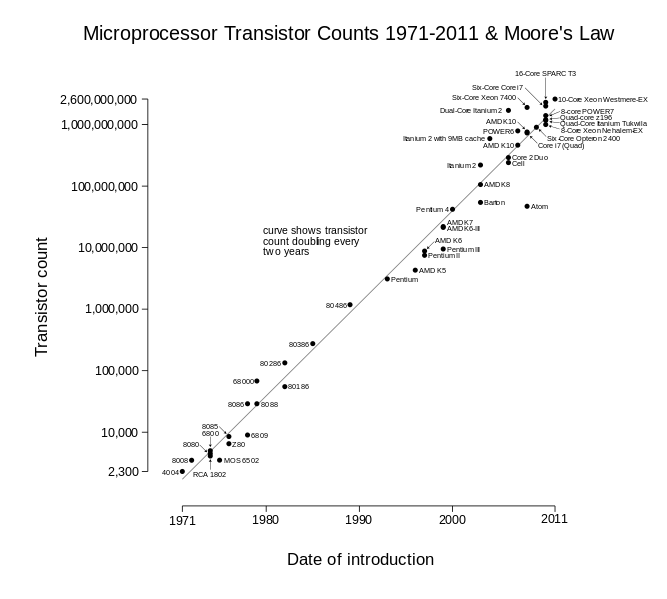 Microprocessor Transistor Counts 1971-2011 & Moore's Law
16-Core SPARC T3
Six-Core Core i7
Six-Core Xeon 7400
10-Core Xeon Westmere-EX
Dual-Core Itanium 2
8-core POWER7
Quad-core z196
Quad-Core Itanium Tukwila
8-Core Xeon Nehalem-EX
AMD K10
POWER6
Itanium 2 with 9MB cache
Six-Core Opteron 2400
AMD K10
Core i7 (Quad)
Core 2 Duo
Cell
Itanium 2
AMD K8
Barton
Atom
Pentium 4
AMD K7
AMD K6-III
curve shows transistor
count doubling every
two years
AMD K6
Pentium III
Pentium II
AMD K5
Pentium
80486
80386
80286
68000
80186
8086
8088
8085
6800
6809
8080
Z80
8008
MOS 6502
4004
RCA 1802
2,600,000,000
1,000,000,000
100,000,000
10,000,000
1,000,000
100,000
10,000
2,300
Transistor count
1971
1980
1990
2000
2011
Date of introduction